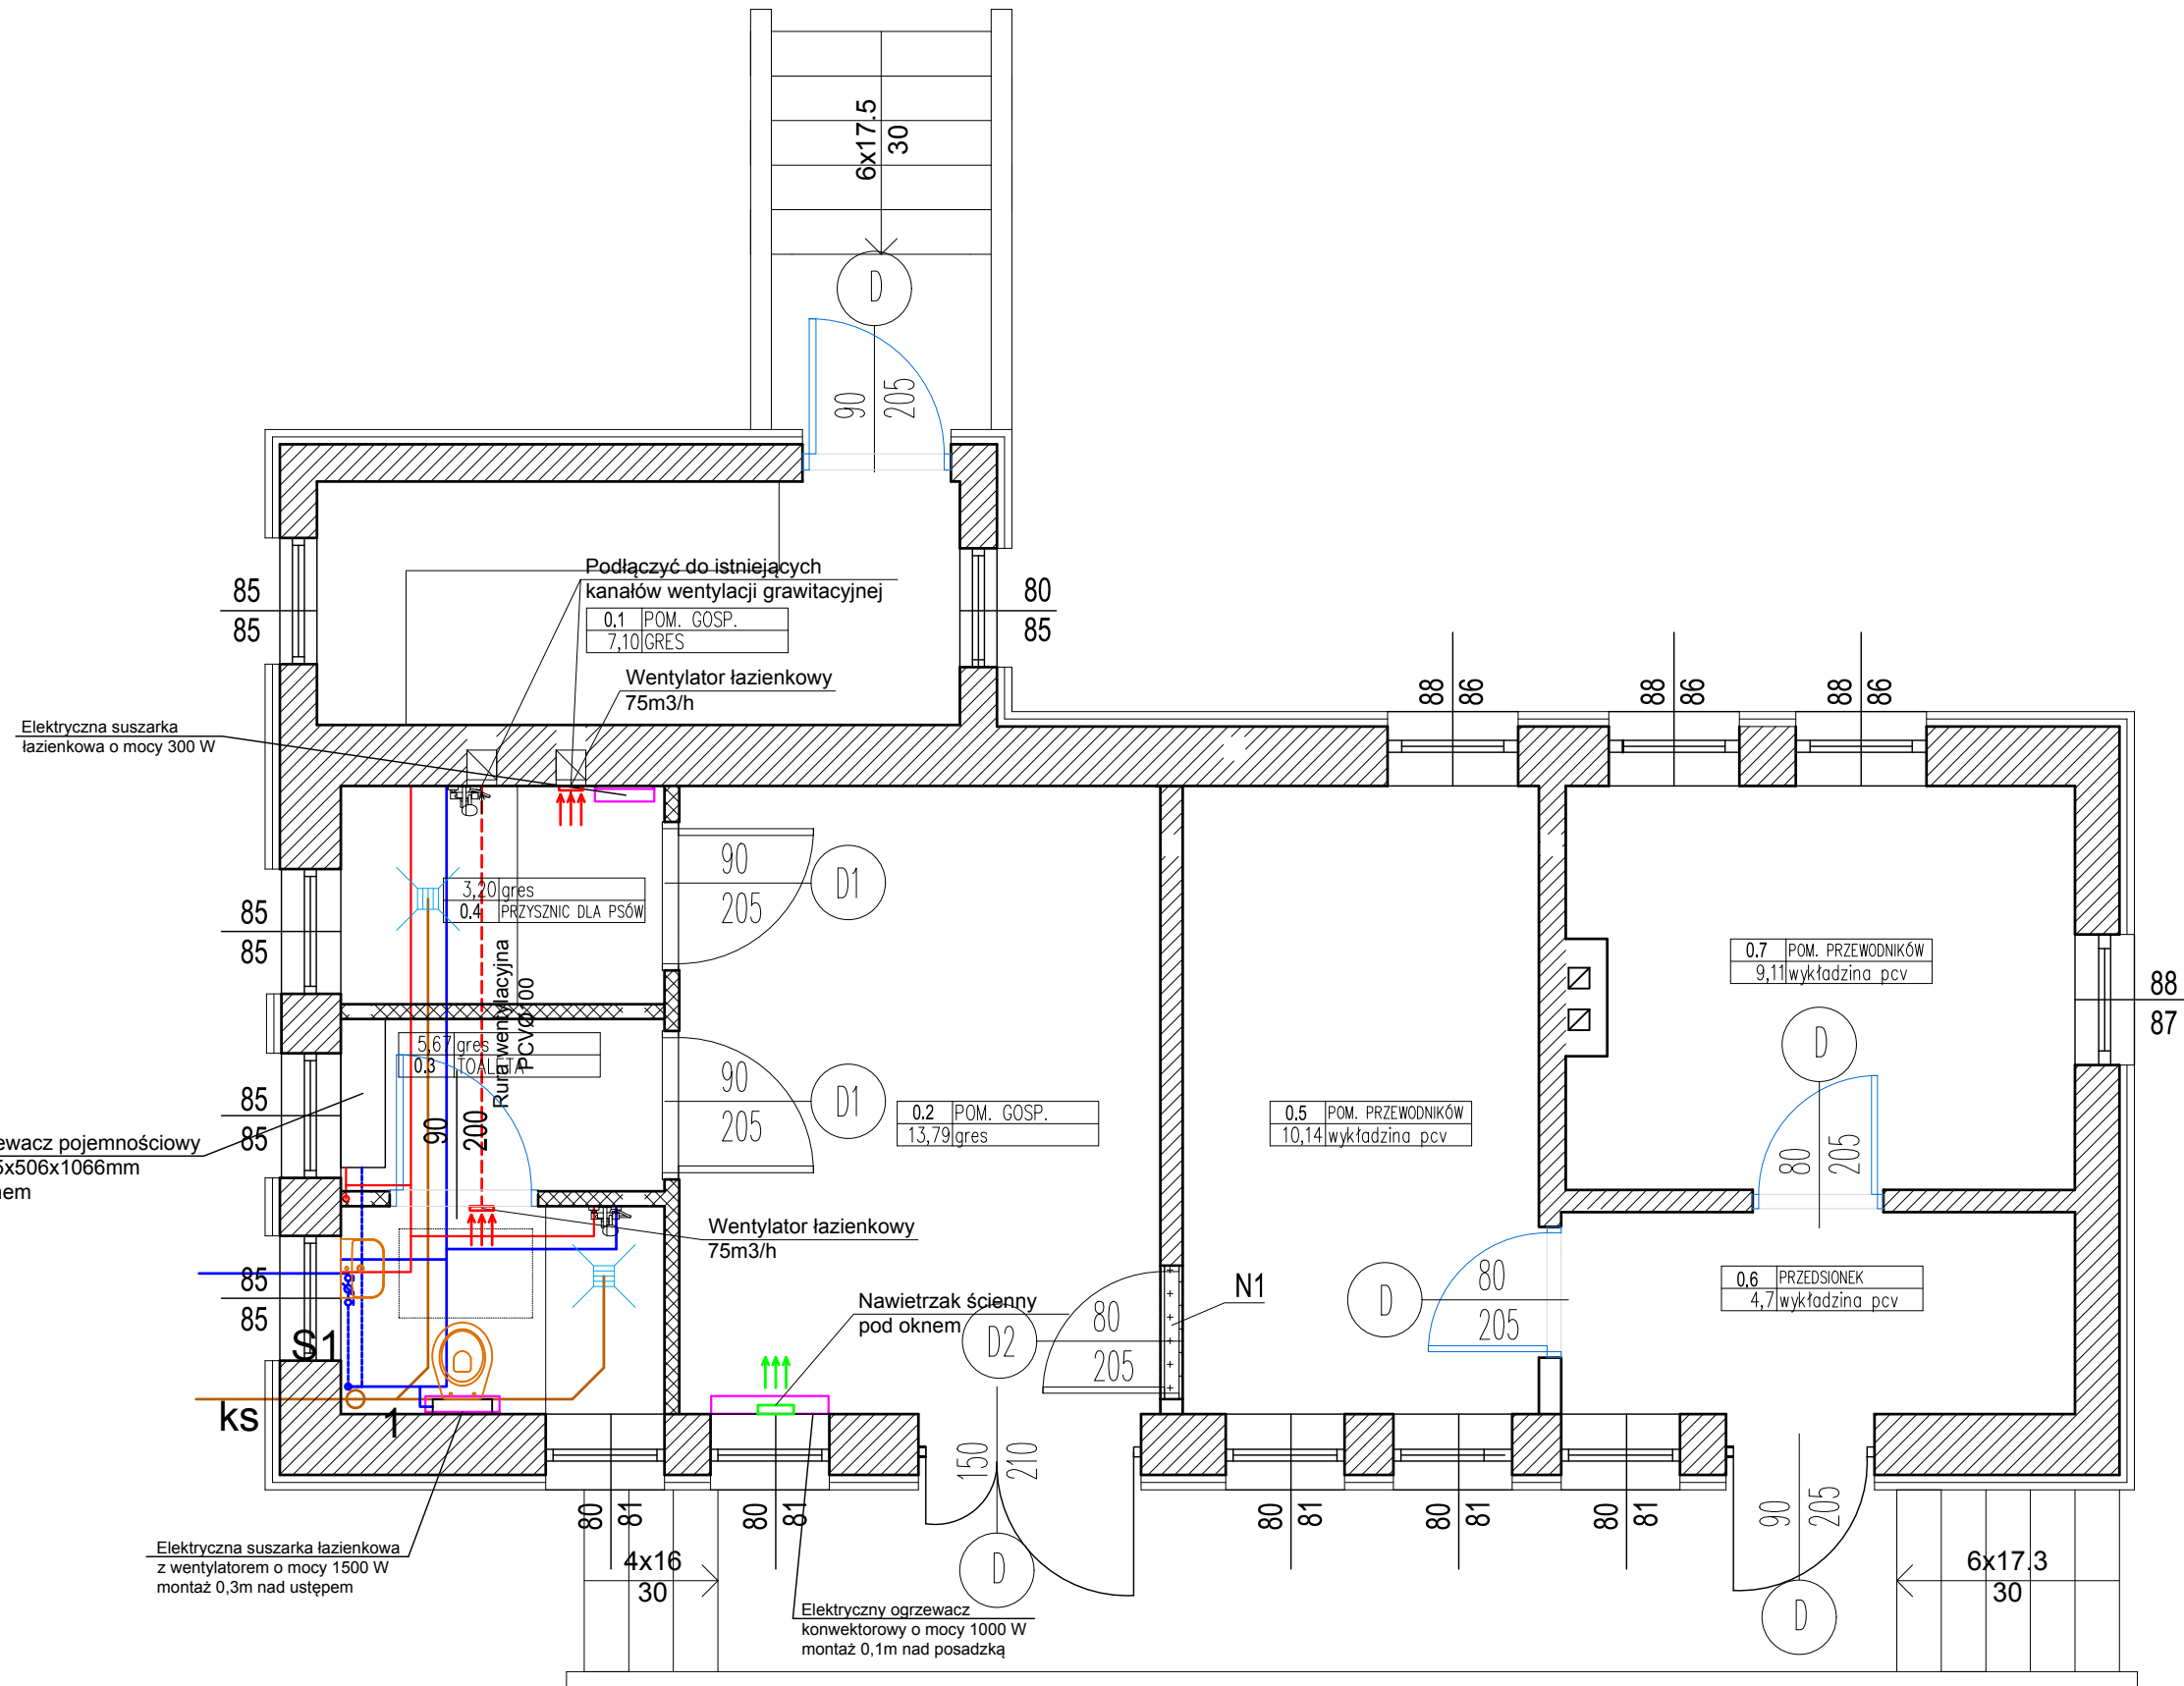 6x17.5
30
D
90
205
Podłączyć do istniejących
kanałów wentylacji grawitacyjnej
0.1 POM. GOSP.
7,10 GRES
Wentylator łazienkowy
75m3/h
85
85
80
85
Elektryczna suszarka
łazienkowa o mocy 300 W
88
86
88
86
88
86
90
205
D1
3,20 gres
0.4 PRZYSZNIC DLA PSÓW
85
85
Rura wentylacyjna
PCVØ100
0.7 POM. PRZEWODNIKÓW
9,11 wykładzina pcv
88
87
5,67 gres
0.3 TOALETA
90
200
90
205
D1
D
0.2 POM. GOSP.
13,79 gres
0.5 POM. PRZEWODNIKÓW
10,14 wykładzina pcv
80
205
85
85
ewacz pojemnościowy
5x506x1066mm
nem
Wentylator łazienkowy
75m3/h
85
85
S1
ks
1
Nawietrzak ścienny
pod oknem
D2
80
205
N1
D
80
205
0.6 PRZEDSIONEK
4,7 wykładzina pcv
150
210
80
81
80
81
80
81
80
81
80
81
90
205
Elektryczna suszarka łazienkowa
z wentylatorem o mocy 1500 W
montaż 0,3m nad ustępem
4x16
30
D
Elektryczny ogrzewacz
konwektorowy o mocy 1000 W
montaż 0,1m nad posadzką
D
6x17.3
30